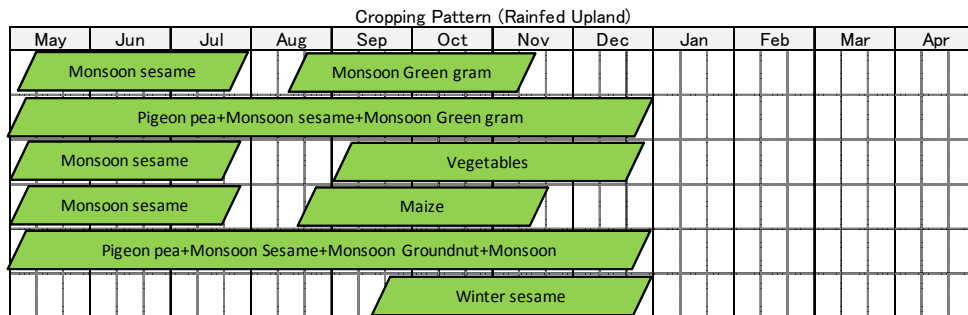 Cropping Pattern (Rainfed Upland)
May Jun Jul Aug Sep Oct Nov Dec Jan Feb Mar Apr
Monsoon sesame Monsoon Green gram
Pigeon pea+Monsoon sesame+Monsoon Green gram
Monsoon sesame Vegetables
Monsoon sesame Maize
Pigeon pea+Monsoon Sesame+Monsoon Groundnut+Monsoon
Winter sesame